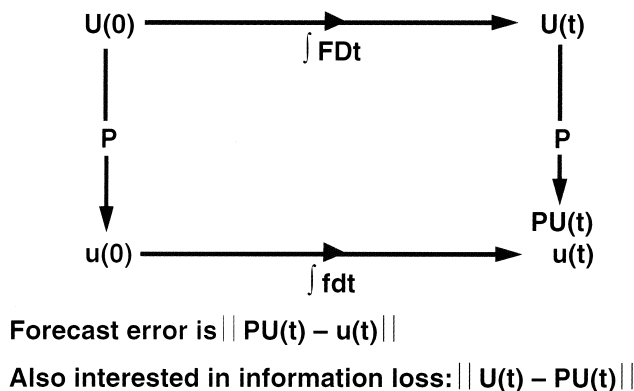 U(0) U(t)
∫ FDt
P P
PU(t)
u(0) u(t)
∫ fdt
Forecast error is || PU(t) – u(t) ||
Also interested in information loss: || U(t) – PU(t) ||